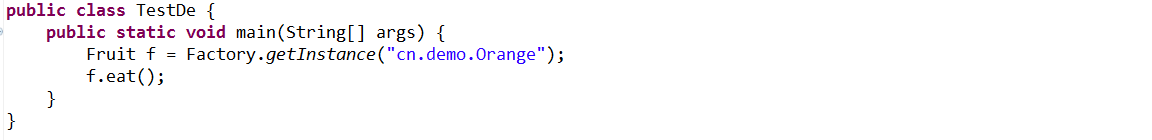 public class TestDe {
    public static void main(String[] args) {
        Fruit f = Factory.getInstance("cn.demo.Orange");
        f.eat();
    }
}